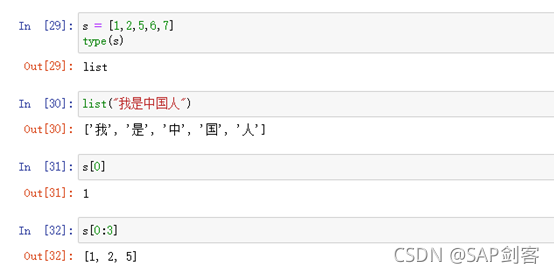 In [29]: s = [1,2,5,6,7]
type(s)
Out[29]: list
In [30]: list("我是中国人")
Out[30]: ['我', '是', '中', '国', '人']
In [31]: s[0]
Out[31]: 1
In [32]: s[0:3]
Out[32]: [1, 2, 5]
CSDN @SAP剑客